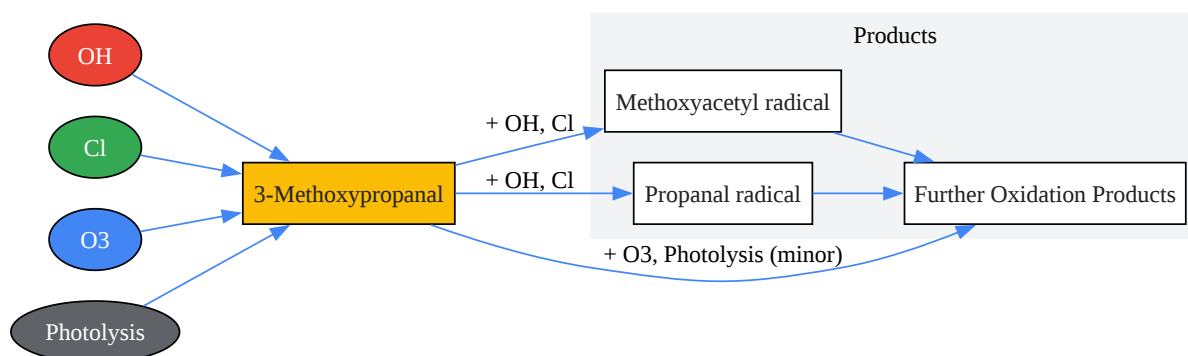 OH
Cl
O3
Photolysis
3-Methoxypropanal
+ OH, Cl
+ OH, Cl
+ O3, Photolysis (minor)
Products
Methoxyacetyl radical
Propanal radical
Further Oxidation Products